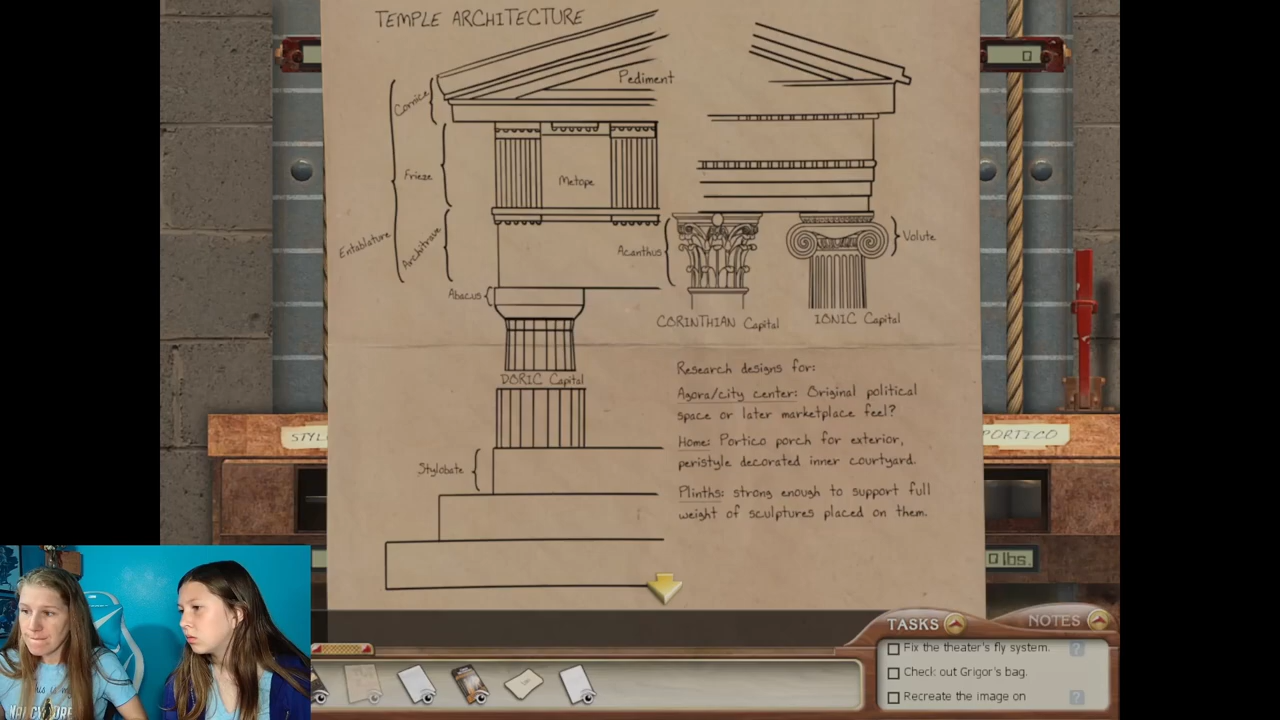 TEMPLE ARCHITECTURE
Pediment
Cornice
Frieze
Metope
Entablature
Architrave
Acanthus
Volute
Abacus
CORINTHIAN Capital
IONIC Capital
DORIC Capital
Stylobate
Research designs for:
Agora/city center: Original political
space or later marketplace feel?
Home: Portico porch for exterior,
peristyle decorated inner courtyard.
Plinths: strong enough to support full
weight of sculptures placed on them.
0
STYL
PORTICO
0 lbs.
TASKS
NOTES
Fix the theater's fly system.
?
Check out Grigor's bag.
Recreate the image on
?